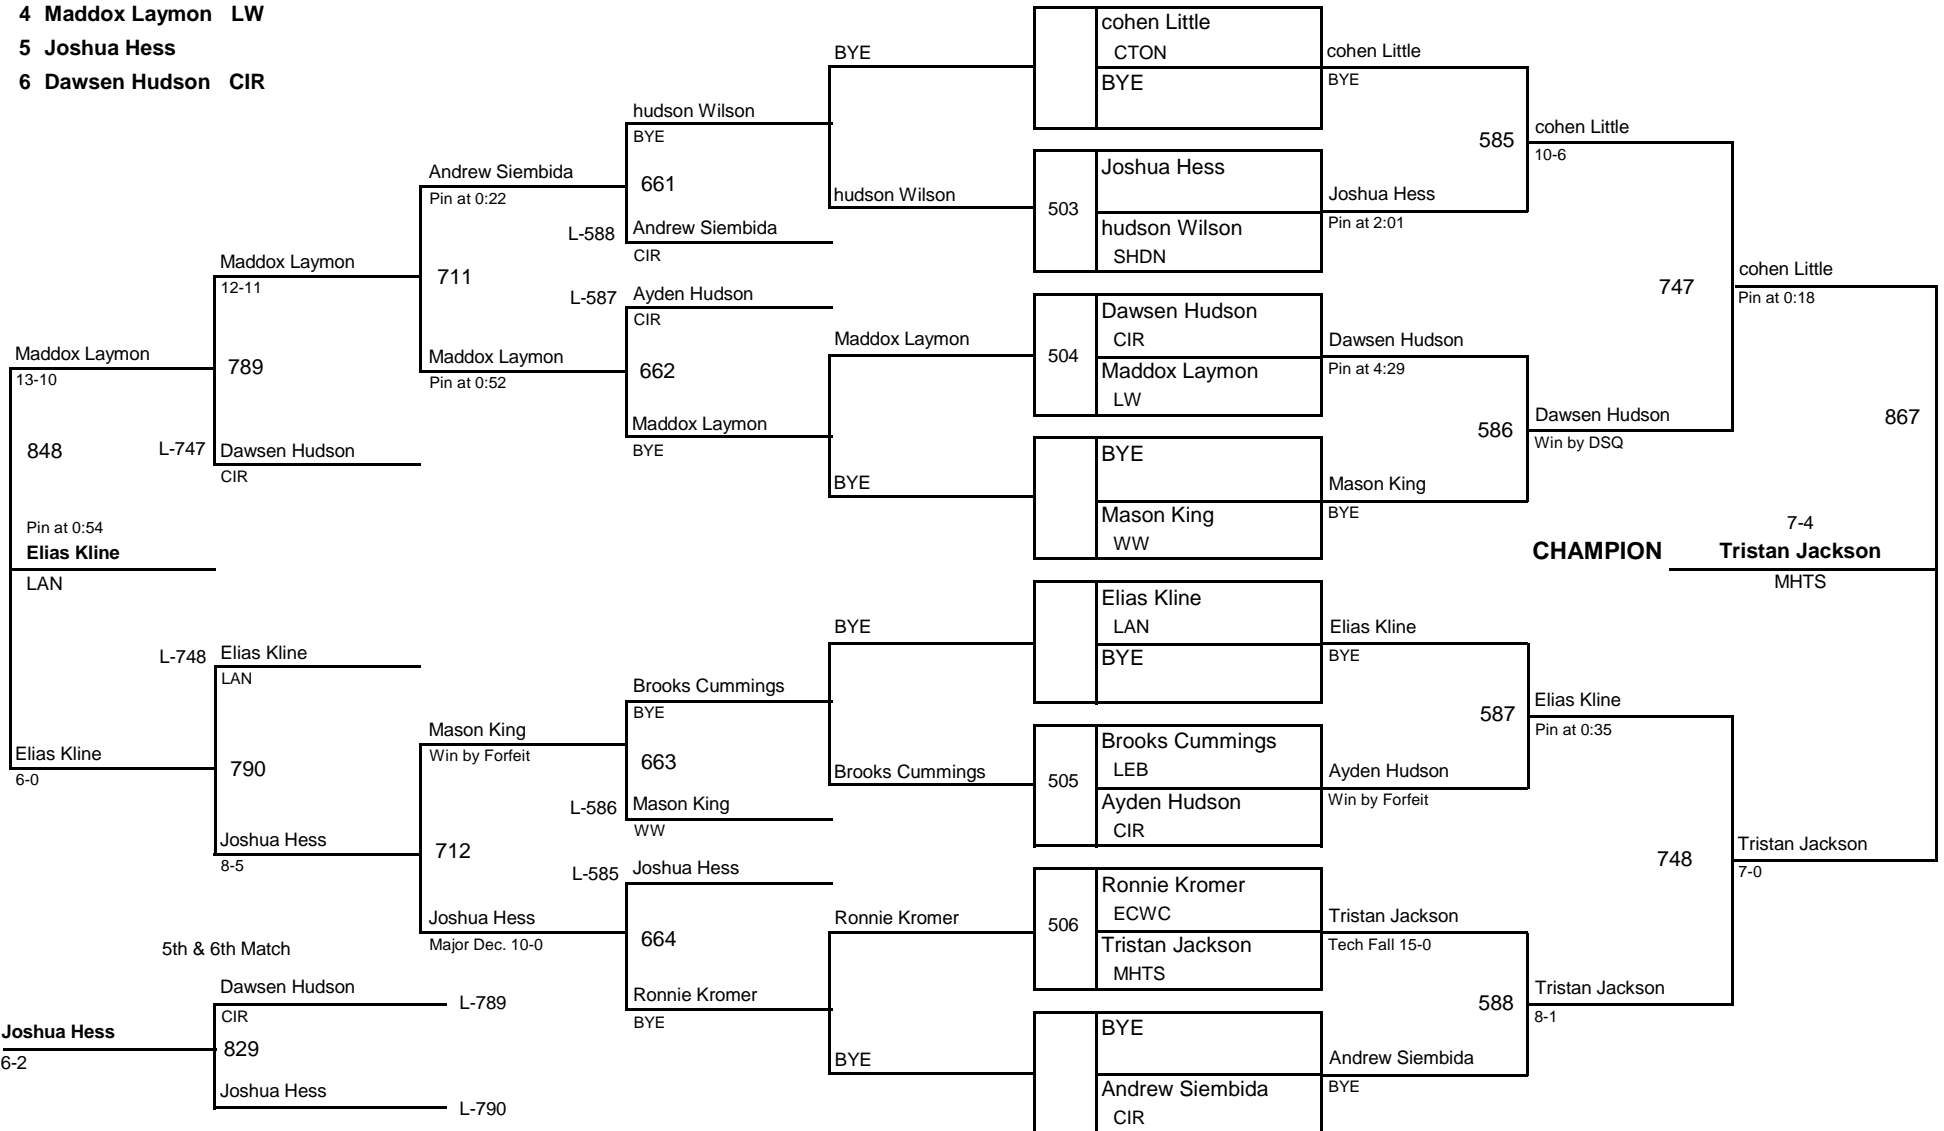 4 Maddox Laymon LW
5 Joshua Hess
6 Dawsen Hudson CIR
Maddox Laymon
13-10
848
Pin at 0:54
Elias Kline
LAN
Elias Kline
6-0
Maddox Laymon
12-11
789
L-747
Dawsen Hudson
CIR
L-748
Elias Kline
LAN
790
Joshua Hess
8-5
5th & 6th Match
Dawsen Hudson
L-789
CIR
Joshua Hess
829
6-2
Joshua Hess
L-790
Andrew Siembida
Pin at 0:22
711
Maddox Laymon
Pin at 0:52
Mason King
Win by Forfeit
712
Joshua Hess
Major Dec. 10-0
hudson Wilson
BYE
661
L-588
Andrew Siembida
CIR
L-587
Ayden Hudson
CIR
662
Maddox Laymon
BYE
Brooks Cummings
BYE
663
L-586
Mason King
WW
L-585
Joshua Hess
664
Ronnie Kromer
BYE
BYE
hudson Wilson
Maddox Laymon
BYE
BYE
Brooks Cummings
Ronnie Kromer
BYE
cohen Little
CTON
BYE
503
Joshua Hess
hudson Wilson
SHDN
504
Dawsen Hudson
CIR
Maddox Laymon
LW
BYE
Mason King
WW
Elias Kline
LAN
BYE
505
Brooks Cummings
LEB
Ayden Hudson
CIR
506
Ronnie Kromer
ECWC
Tristan Jackson
MHTS
BYE
Andrew Siembida
CIR
cohen Little
BYE
585
Joshua Hess
Pin at 2:01
Dawsen Hudson
Pin at 4:29
586
Mason King
BYE
Elias Kline
BYE
587
Ayden Hudson
Win by Forfeit
Tristan Jackson
Tech Fall 15-0
588
Andrew Siembida
BYE
cohen Little
10-6
747
Dawsen Hudson
Win by DSQ
Elias Kline
Pin at 0:35
748
Tristan Jackson
8-1
cohen Little
Pin at 0:18
867
7-4
CHAMPION Tristan Jackson
MHTS
Tristan Jackson
7-0